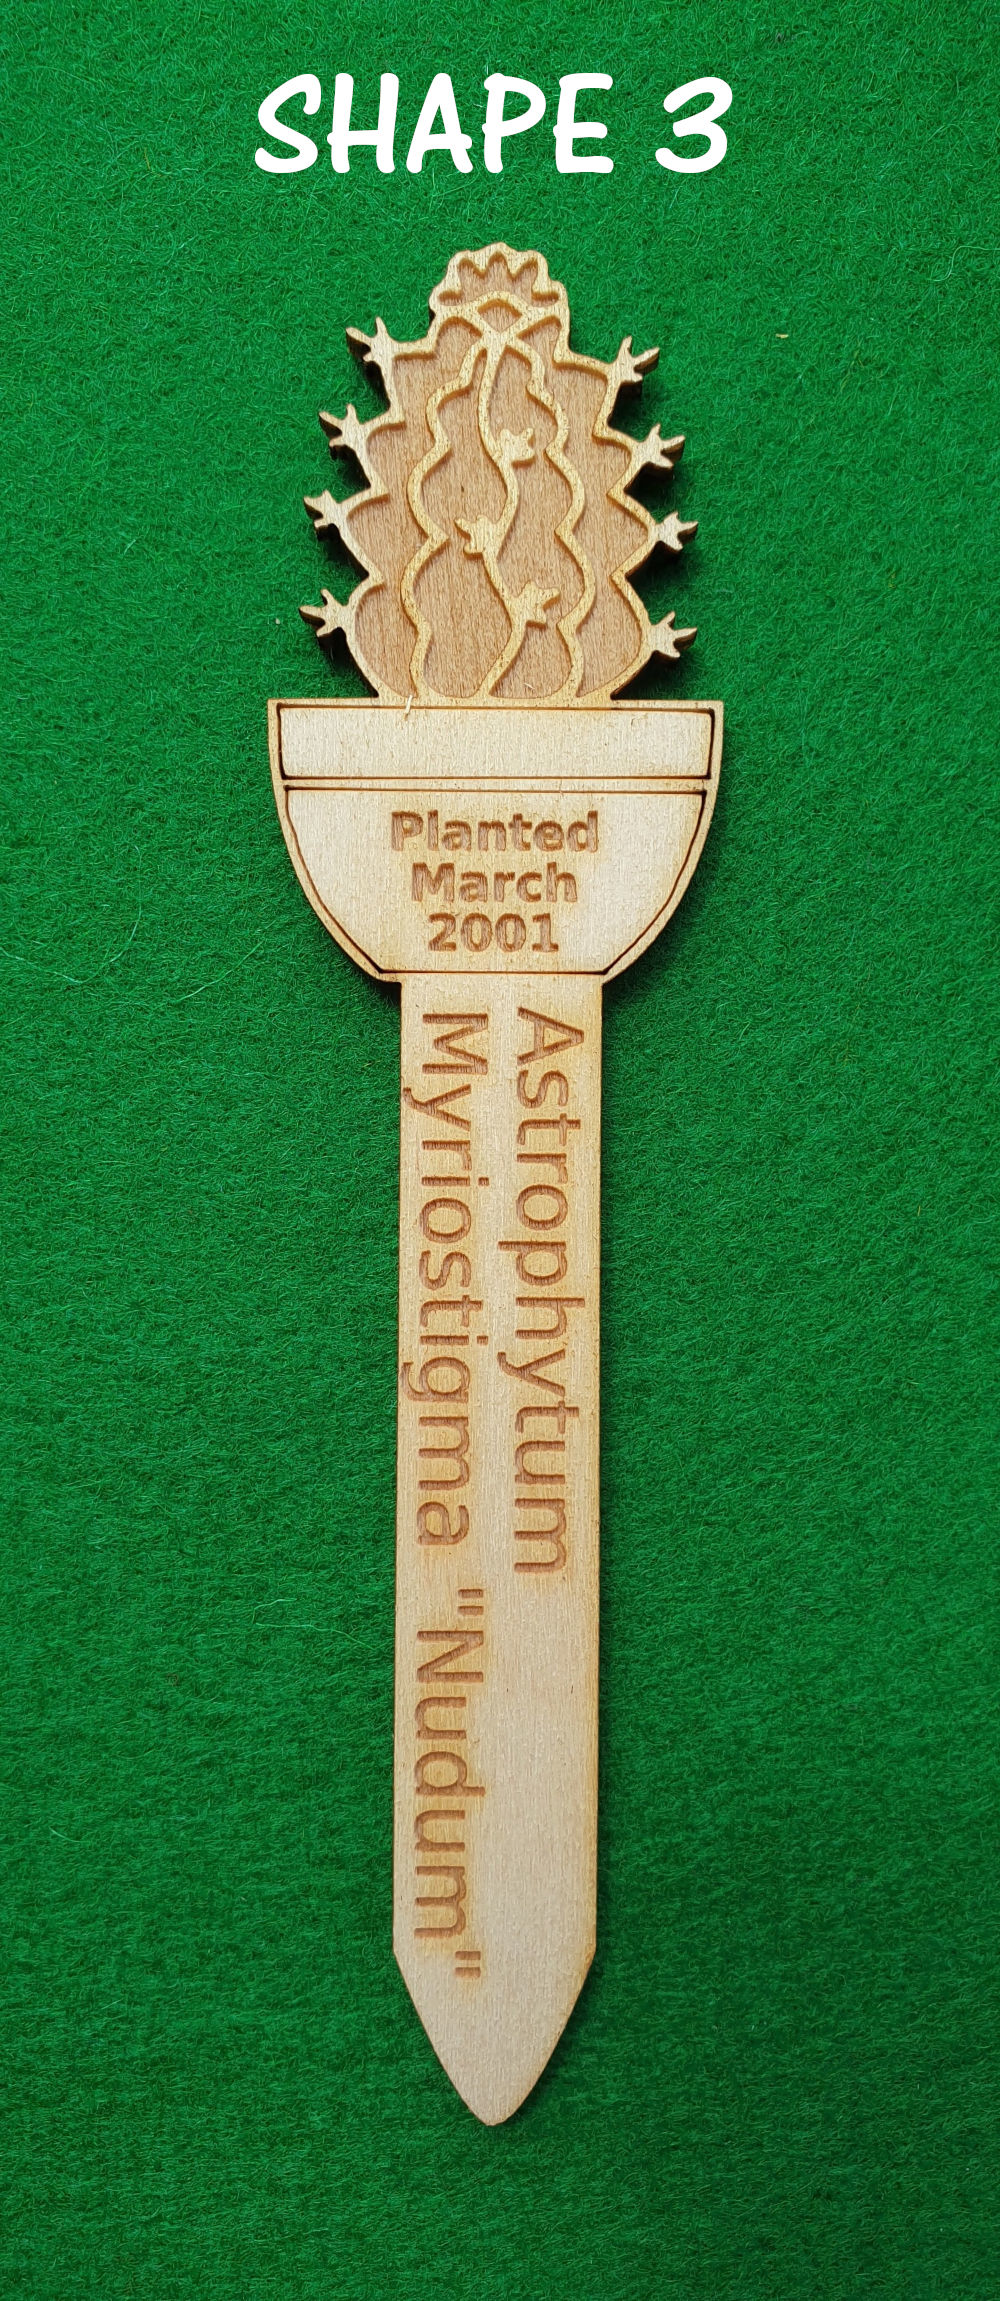 SHAPE 3
Planted
March
2001
Astrophytum
Myriostigma "Nudum"